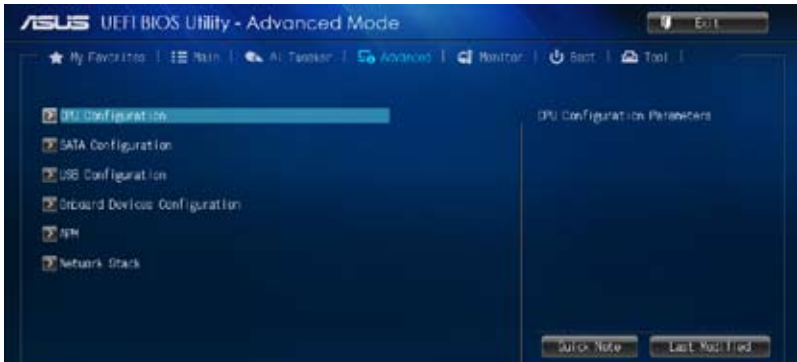 ASUS UEFI BIOS Utility - Advanced Mode
Exit
My Favorites | Main | Ai Tweaker | Advanced | Monitor | Boot | Tool |
CPU Configuration
CPU Configuration Parameters
SATA Configuration
USB Configuration
Onboard Devices Configuration
APM
Network Stack
Quick Note
Last Modified